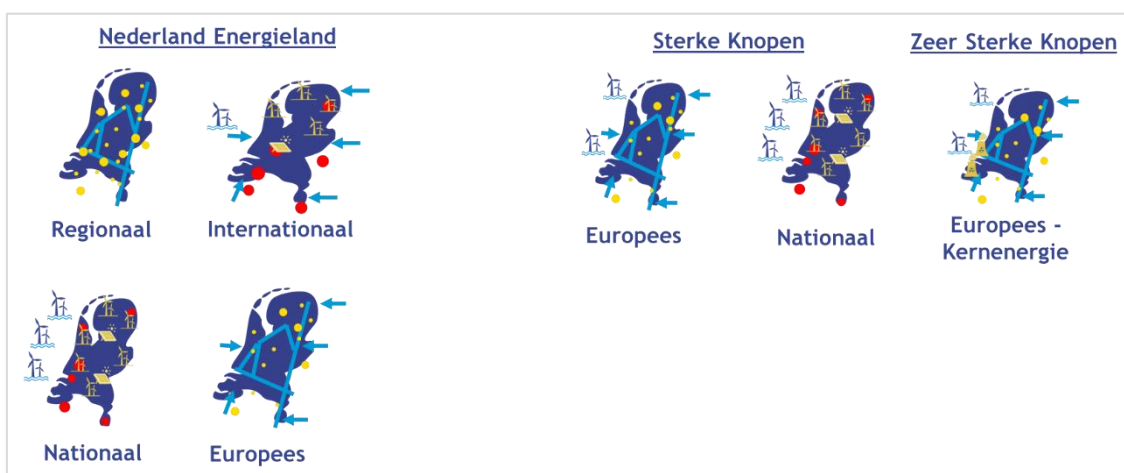 Nederland Energieland
Regionaal
Internationaal
Nationaal
Europees
Sterke Knopen
Europees
Nationaal
Zeer Sterke Knopen
Europees -
Kernenergie